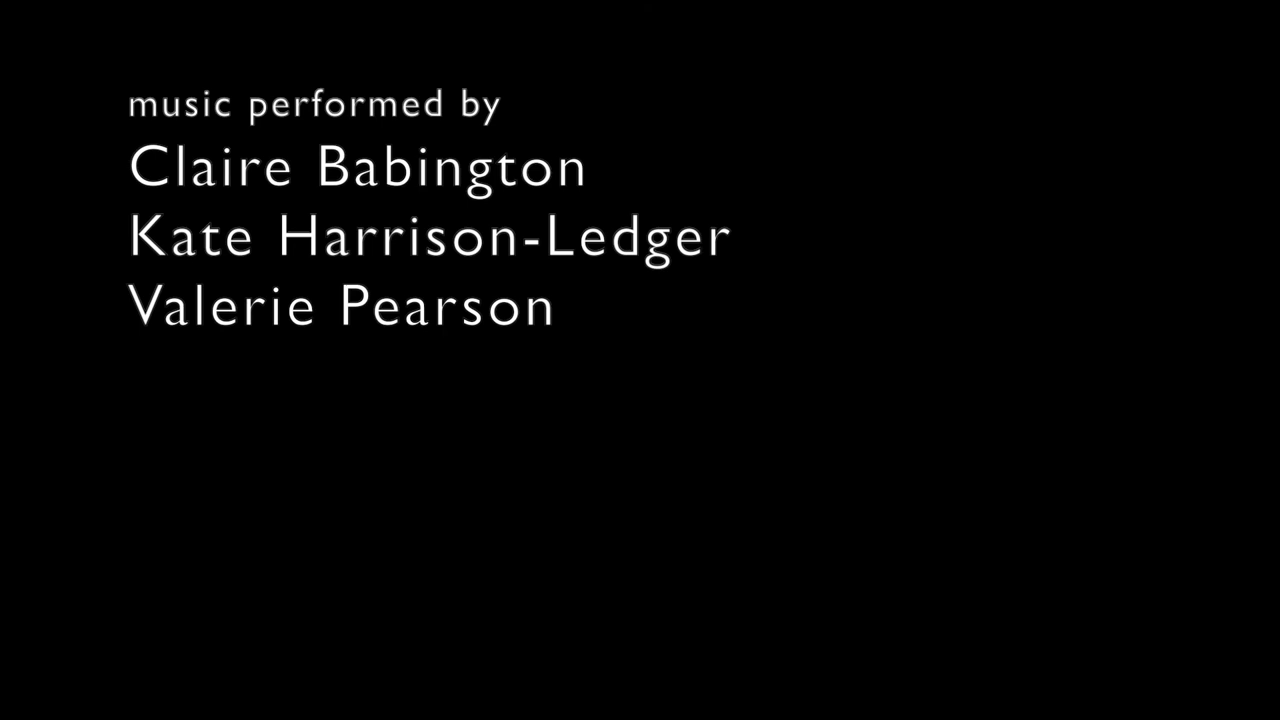 music performed by
Claire Babington
Kate Harrison-Ledger
Valerie Pearson